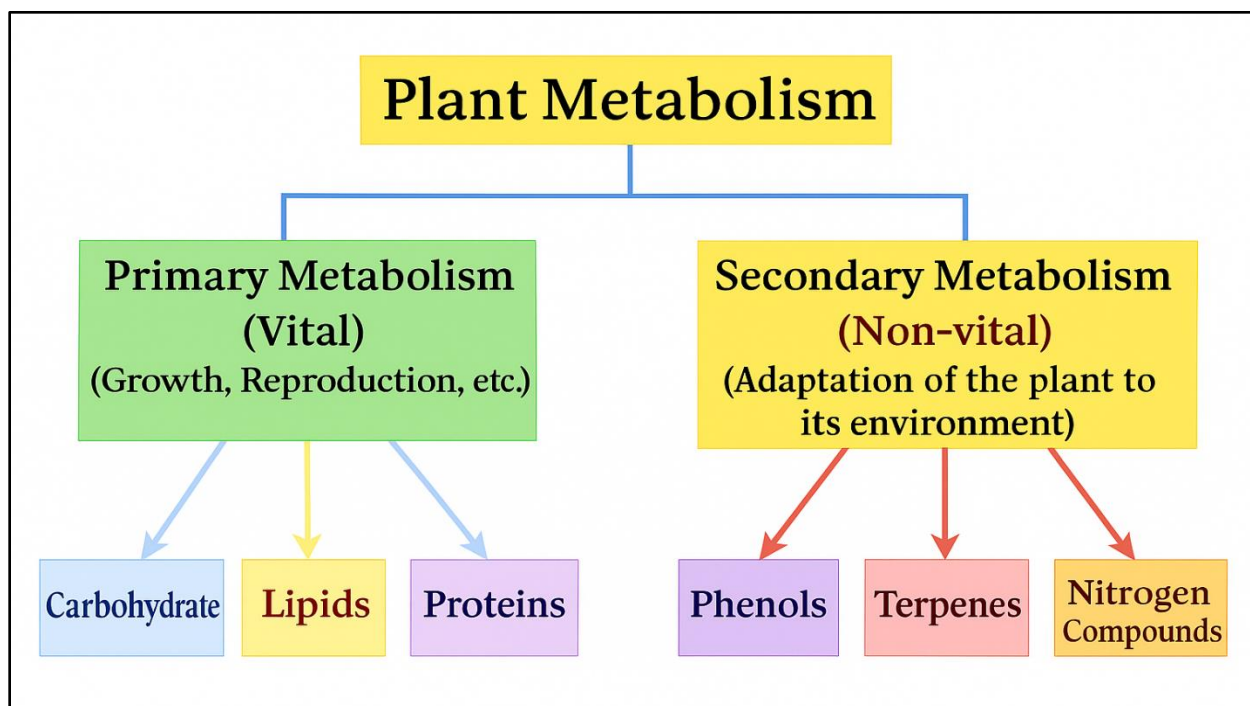 Plant Metabolism
Primary Metabolism
(Vital)
(Growth, Reproduction, etc.)
Secondary Metabolism
(Non-vital)
(Adaptation of the plant to
its environment)
Carbohydrate
Lipids
Proteins
Phenols
Terpenes
Nitrogen
Compounds